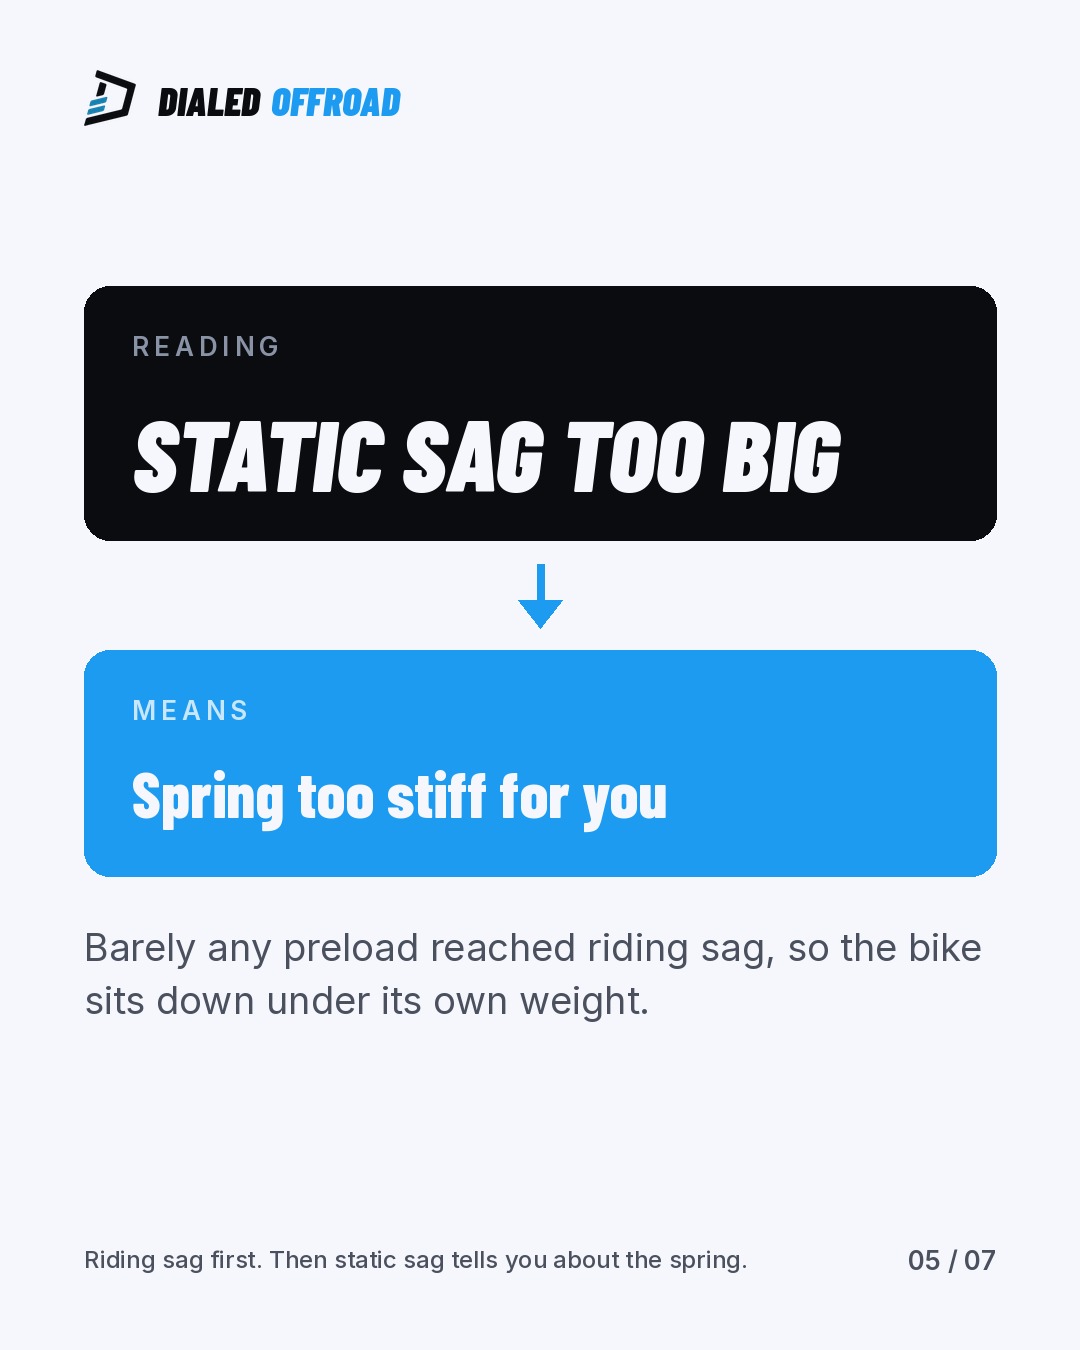 DIALED OFFROAD
READING
STATIC SAG TOO BIG
MEANS
Spring too stiff for you
Barely any preload reached riding sag, so the bike
sits down under its own weight.
Riding sag first. Then static sag tells you about the spring.
05 / 07